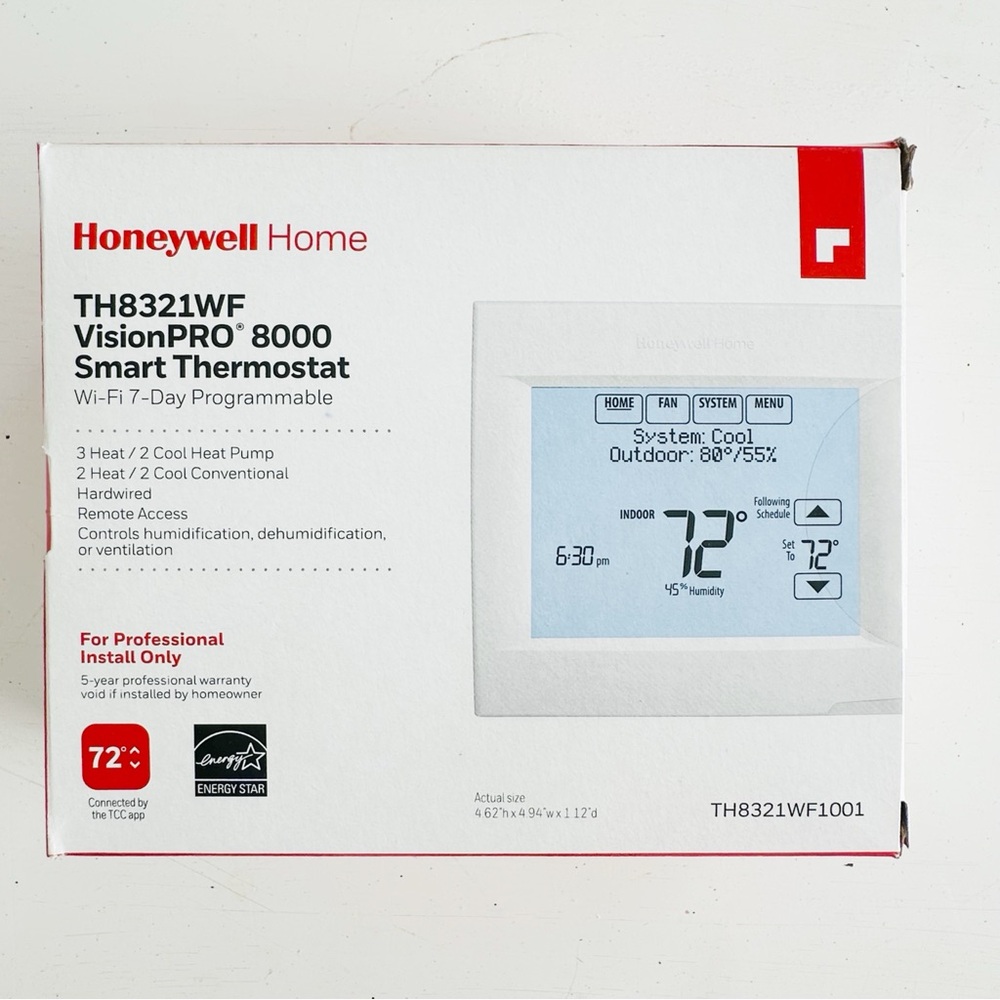 Honeywell Home
TH8321WF
VisionPRO® 8000
Smart Thermostat
Wi-Fi 7-Day Programmable
3 Heat / 2 Cool Heat Pump
2 Heat / 2 Cool Conventional
Hardwired
Remote Access
Controls humidification, dehumidification,
or ventilation
For Professional
Install Only
5-year professional warranty
void if installed by homeowner
72°
Connected by
the TCC app
energy
ENERGY STAR
Honeywell Home
HOME FAN SYSTEM MENU
System: Cool
Outdoor: 80°/55%
INDOOR 72°
Following
Schedule
6:30 pm
Set
To 72°
45% Humidity
Actual size
4.62"h x 4.94"w x 1.12"d
TH8321WF1001